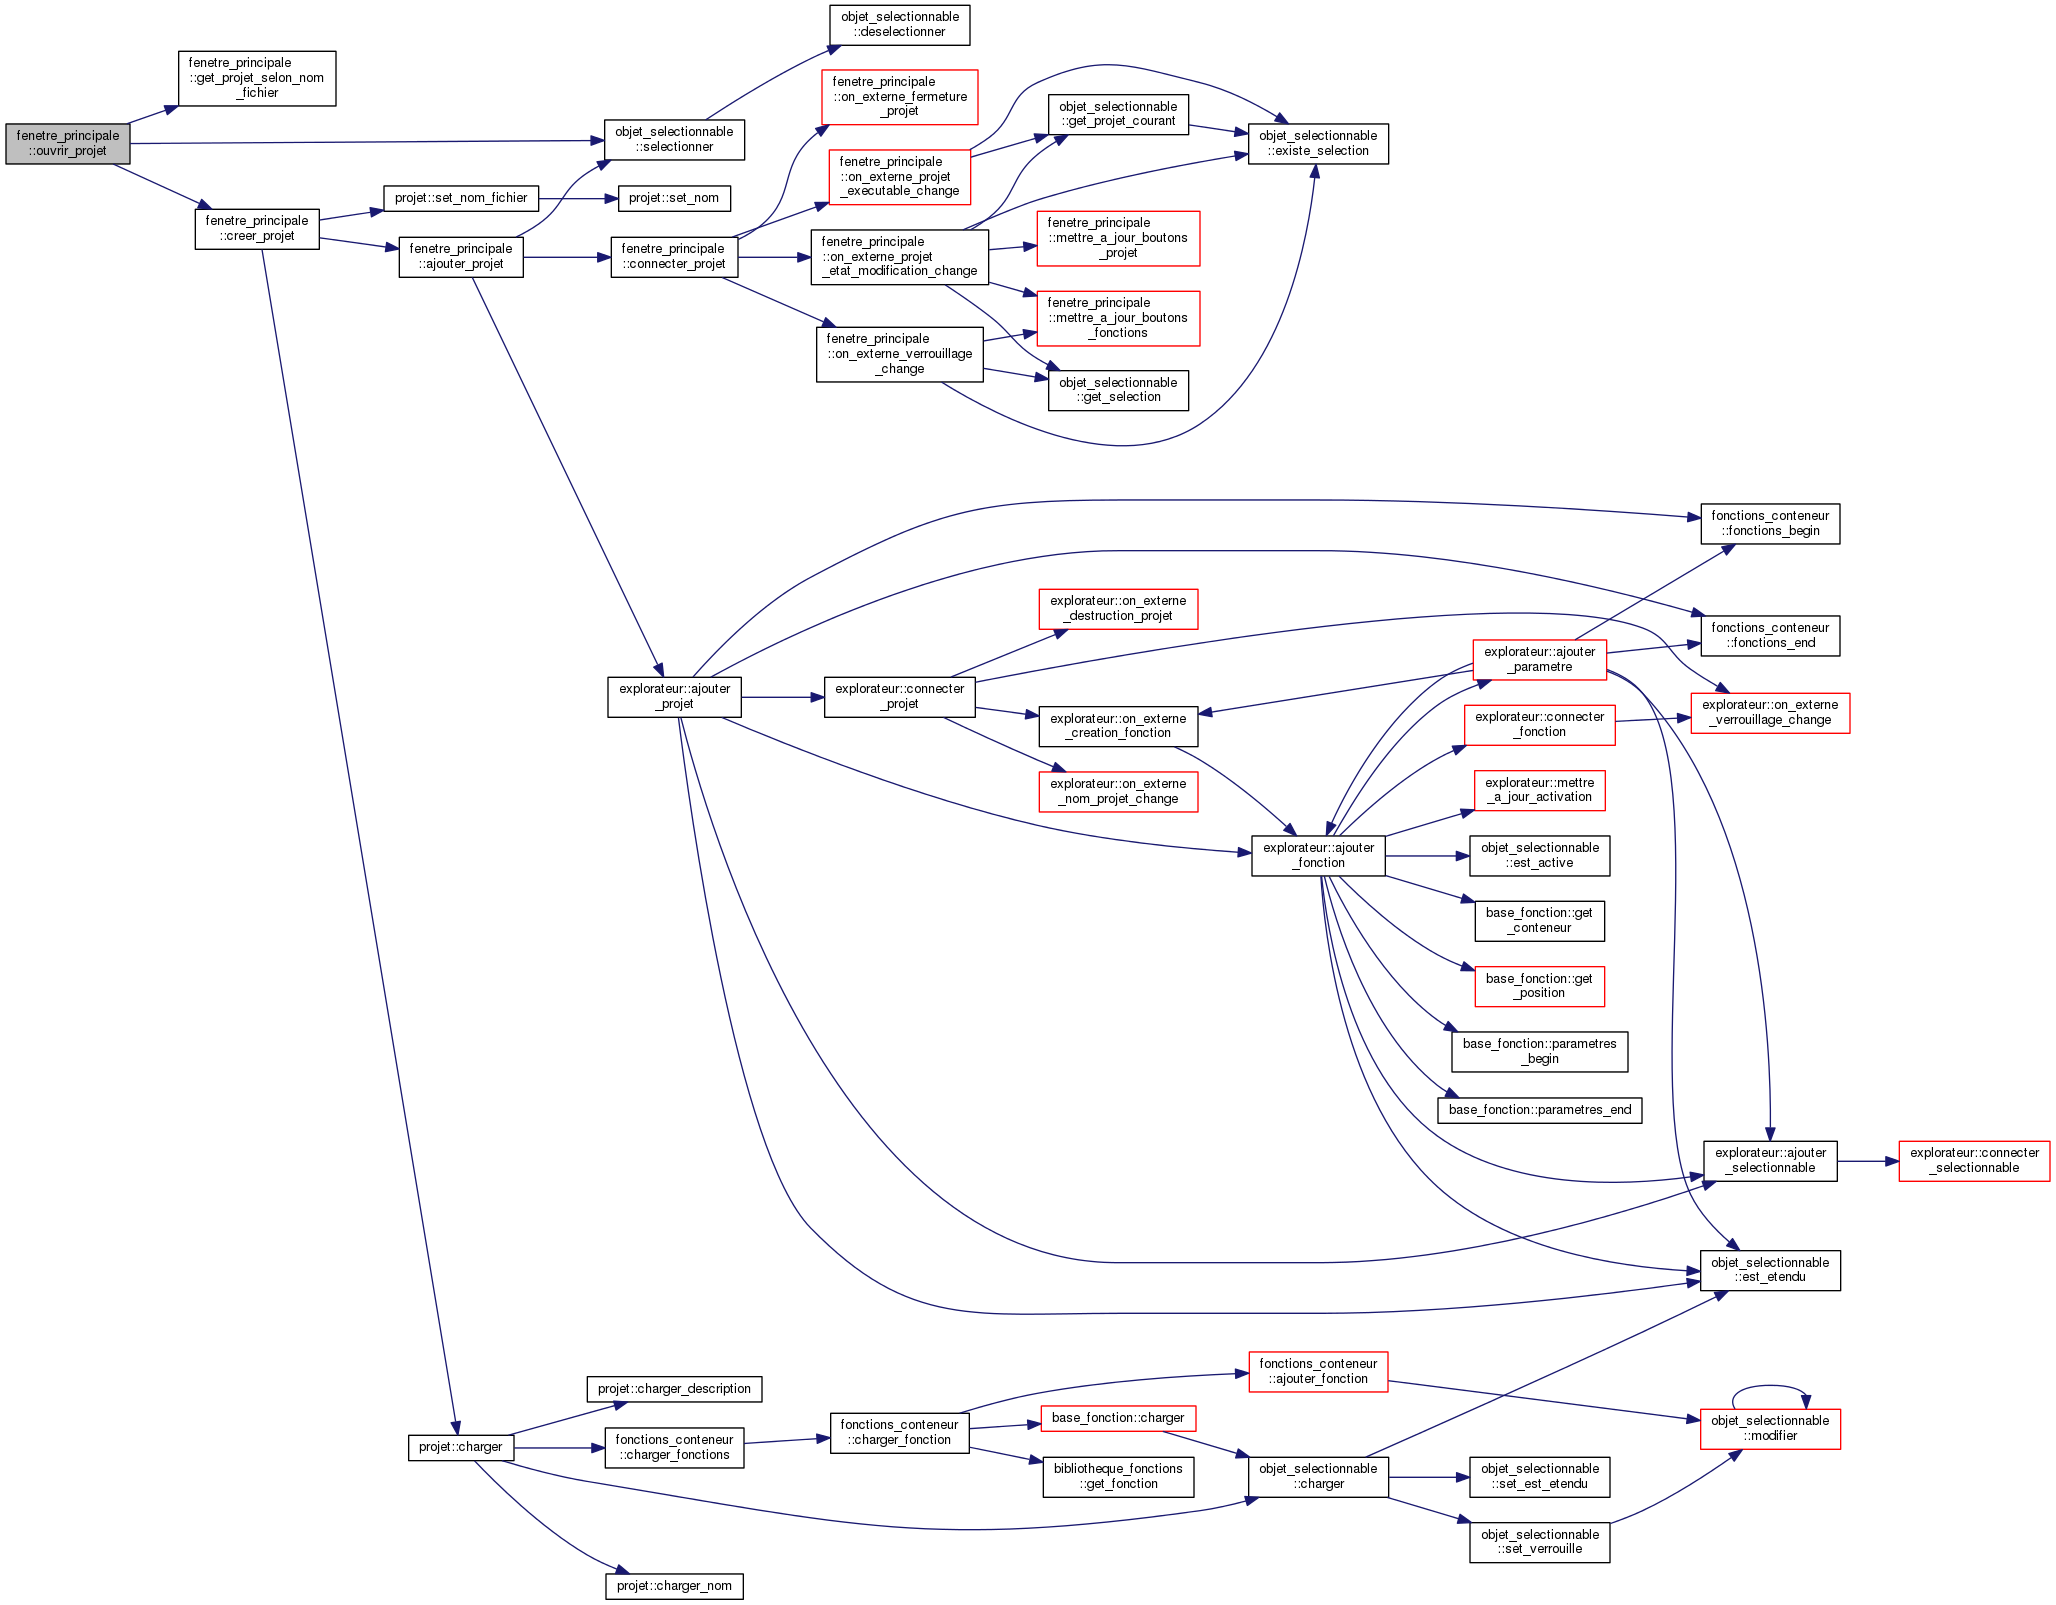 fenetre_principale
::ouvrir_projet
fenetre_principale
::get_projet_selon_nom
_fichier
fenetre_principale
::creer_projet
projet::set_nom_fichier
fenetre_principale
::ajouter_projet
projet::charger
objet_selectionnable
::selectionner
projet::set_nom
fenetre_principale
::connecter_projet
explorateur::ajouter
_projet
projet::charger_description
fonctions_conteneur
::charger_fonctions
projet::charger_nom
objet_selectionnable
::deselectionner
fenetre_principale
::on_externe_fermeture
_projet
fenetre_principale
::on_externe_projet
_executable_change
fenetre_principale
::on_externe_projet
_etat_modification_change
fenetre_principale
::on_externe_verrouillage
_change
explorateur::connecter
_projet
fonctions_conteneur
::charger_fonction
objet_selectionnable
::get_projet_courant
fenetre_principale
::mettre_a_jour_boutons
_projet
fenetre_principale
::mettre_a_jour_boutons
_fonctions
objet_selectionnable
::get_selection
explorateur::on_externe
_destruction_projet
explorateur::on_externe
_creation_fonction
explorateur::on_externe
_nom_projet_change
base_fonction::charger
bibliotheque_fonctions
::get_fonction
objet_selectionnable
::existe_selection
explorateur::ajouter
_fonction
fonctions_conteneur
::ajouter_fonction
objet_selectionnable
::charger
explorateur::ajouter
_parametre
explorateur::connecter
_fonction
explorateur::mettre
_a_jour_activation
objet_selectionnable
::est_active
base_fonction::get
_conteneur
base_fonction::get
_position
base_fonction::parametres
_begin
base_fonction::parametres_end
objet_selectionnable
::set_est_etendu
objet_selectionnable
::set_verrouille
fonctions_conteneur
::fonctions_begin
fonctions_conteneur
::fonctions_end
explorateur::on_externe
_verrouillage_change
explorateur::ajouter
_selectionnable
objet_selectionnable
::est_etendu
objet_selectionnable
::modifier
explorateur::connecter
_selectionnable